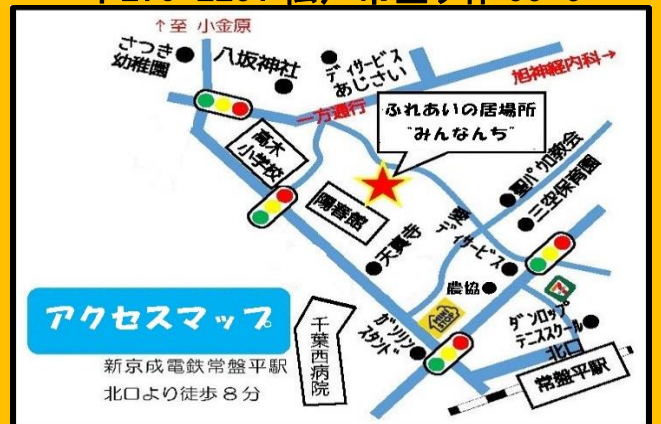 ↑至 小金原
さつき
幼稚園
八坂神社
デイサービス
あじさい
旭神経内科→
一方通行
ふれあいの居場所
"みんなんち"
高木
小学校
陽春館
聖パウロ教会
三空保育園
天真寺
愛
デイサービス
農協
MINI STOP
7
ガソリン
スタンド
ダンロップ
テニススクール
北口
常盤平駅
千葉西病院
アクセスマップ
新京成電鉄常盤平駅
北口より徒歩8分